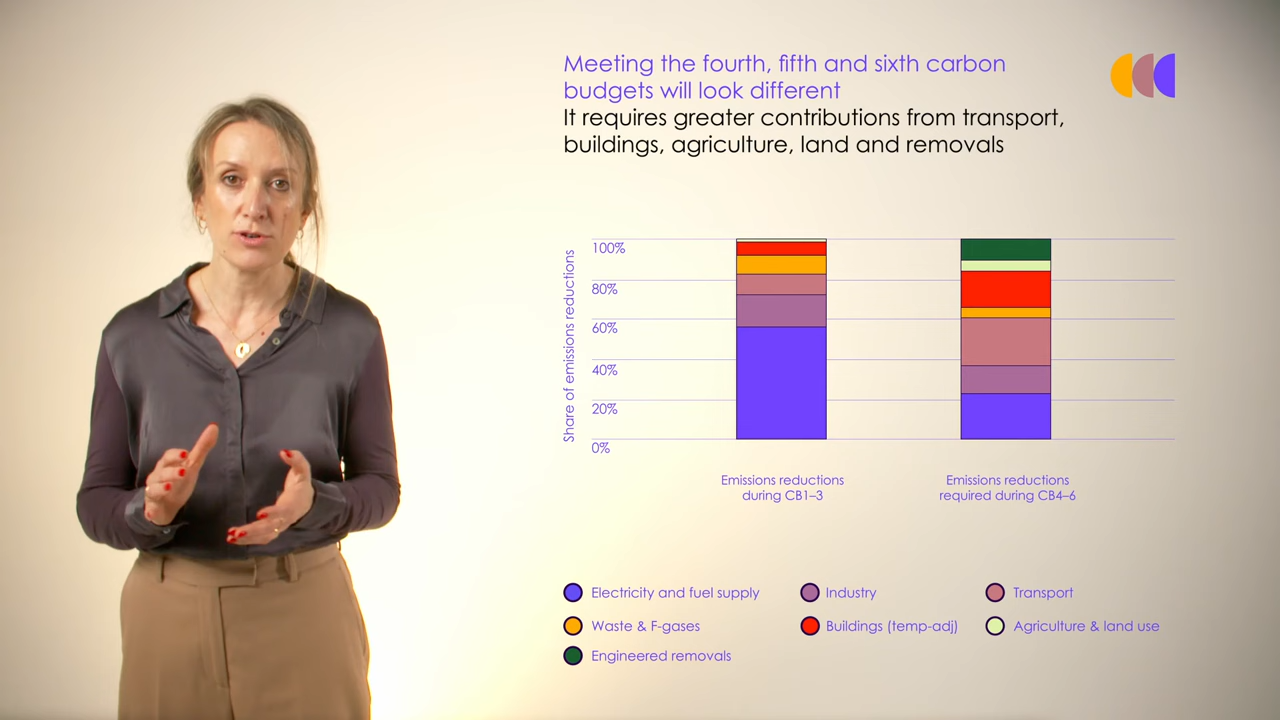 Meeting the fourth, fifth and sixth carbon
budgets will look different
It requires greater contributions from transport,
buildings, agriculture, land and removals
Share of emissions reductions
100%
80%
60%
40%
20%
0%
Emissions reductions
during CB1–3
Emissions reductions
required during CB4–6
Electricity and fuel supply
Industry
Transport
Waste & F-gases
Buildings (temp-adj)
Agriculture & land use
Engineered removals